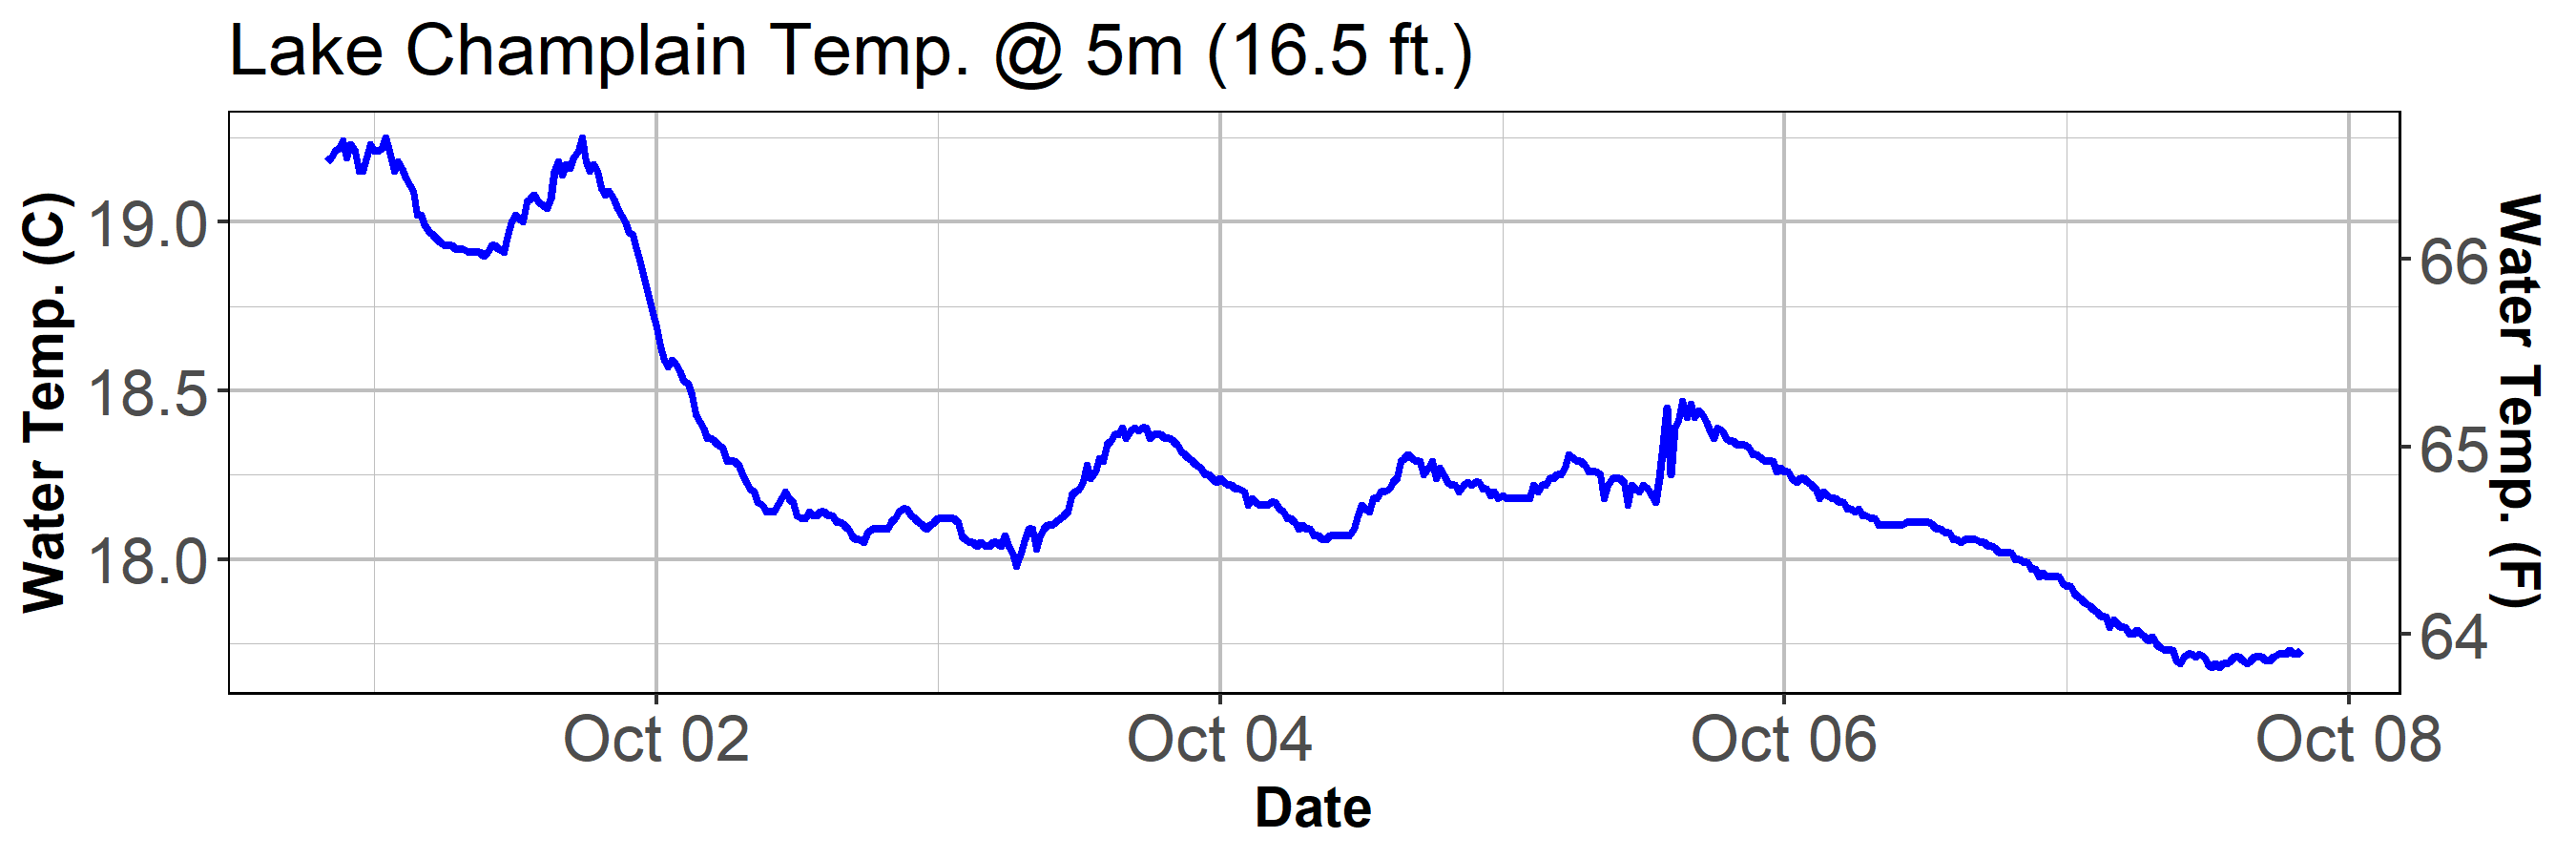 Lake Champlain Temp. @ 5m (16.5 ft.)
Water Temp. (C)
19.0
18.5
18.0
66
65
64
Water Temp. (F)
Oct 02
Oct 04
Oct 06
Oct 08
Date